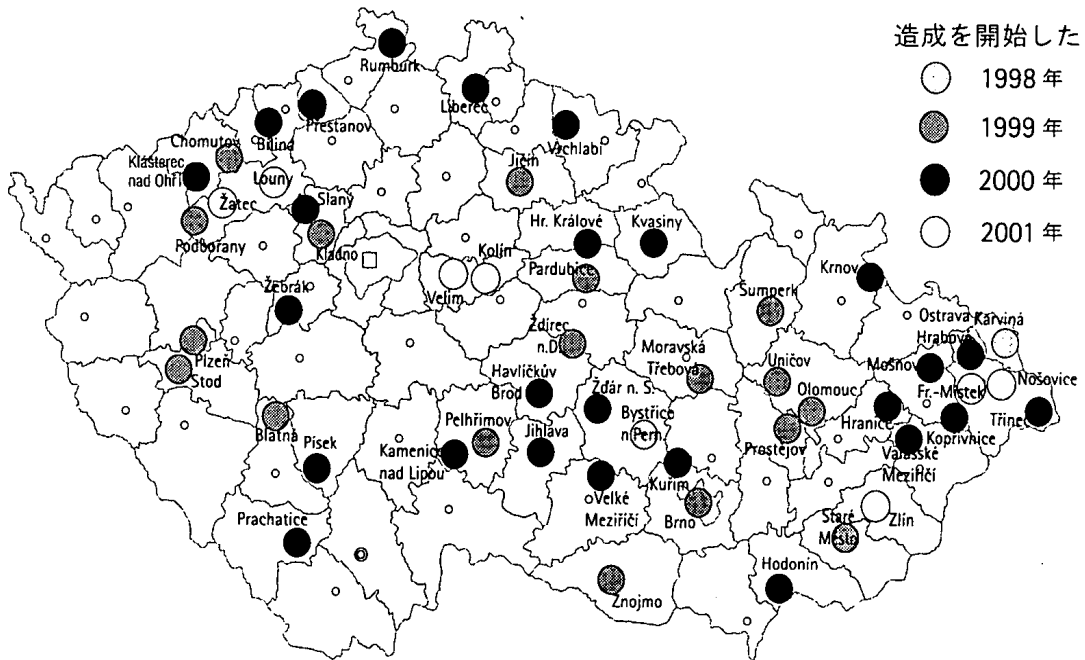 造成を開始した
1998 年
1999 年
2000 年
2001 年
Rumburk
Liberec
Přestanov
Bílina
Vrchlabí
Chomutov
Jičín
Klášterec
nad Ohří
Louny
Žatec
Slaný
Podbořany
Kladno
Hr. Králové
Kvasiny
Kolín
Velim
Pardubice
Krnov
Šumperk
Žebrák
Ostrava
Hrabová
Karviná
Ždírec
n.D.
Moravská
Třebová
Mošnov
Plzeň
Stod
Uničov
Nošovice
Fr.-Místek
Havlíčkův
Brod
Žďár n. S.
Olomouc
Třinec
Bystřice
n Pern.
Hranice
Kopřivnice
Blatná
Pelhřimov
Jihlava
Prostějov
Písek
Kamenice
nad Lipou
Valašské
Meziříčí
Kuřim
Velké
Meziříčí
Brno
Zlín
Staré
Město
Prachatice
Hodonín
Znojmo